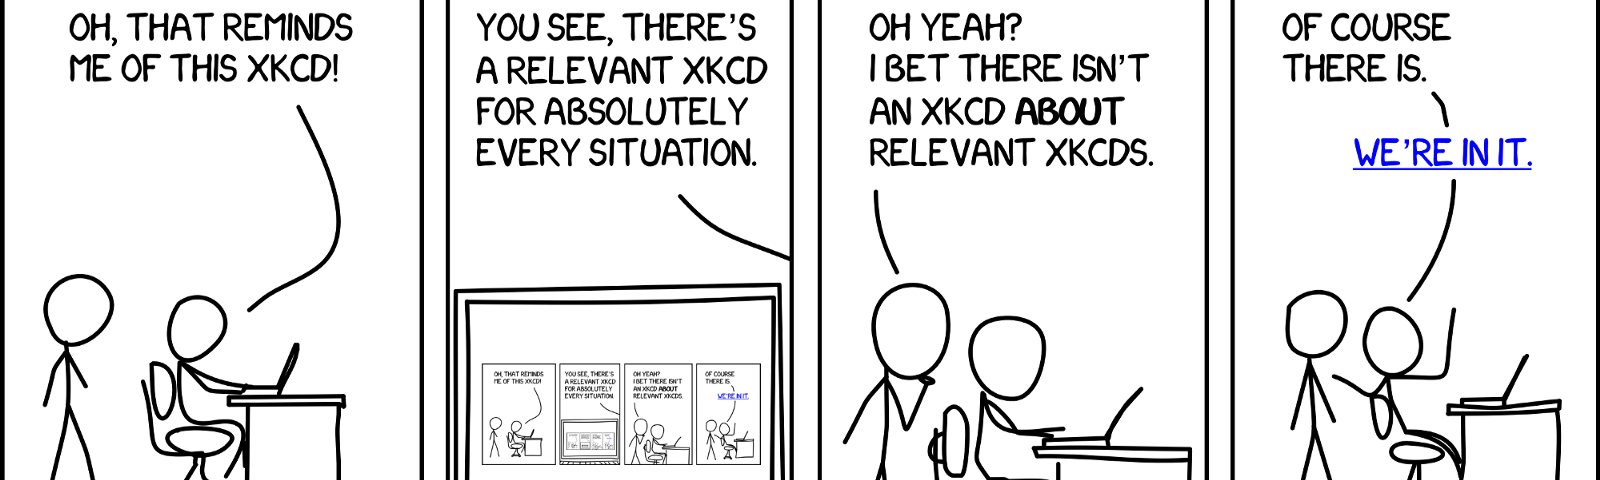 OH, THAT REMINDS
ME OF THIS XKCD!
YOU SEE, THERE'S
A RELEVANT XKCD
FOR ABSOLUTELY
EVERY SITUATION.
OH, THAT REMINDS
ME OF THIS XKCD!
YOU SEE, THERE'S
A RELEVANT XKCD
FOR ABSOLUTELY
EVERY SITUATION.
OH YEAH?
I BET THERE ISN'T
AN XKCD ABOUT
RELEVANT XKCDS.
OF COURSE
THERE IS.
WE'RE IN IT.
OH YEAH?
I BET THERE ISN'T
AN XKCD ABOUT
RELEVANT XKCDS.
OF COURSE
THERE IS.
WE'RE IN IT.